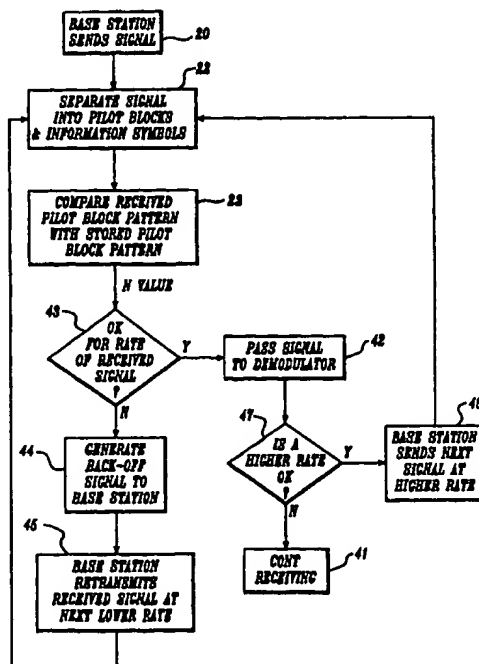 BASE STATION
SENDS SIGNAL
20
22
SEPARATE SIGNAL
INTO PILOT BLOCKS
& INFORMATION SYMBOLS
COMPARE RECEIVED
PILOT BLOCK PATTERN
WITH STORED PILOT
BLOCK PATTERN
23
N VALUE
43
OK
FOR RATE
OF RECEIVED
SIGNAL
?
Y
N
PASS SIGNAL
TO DEMODULATOR
42
47
IS A
HIGHER RATE
OK
?
Y
N
48
BASE STATION
SENDS NEXT
SIGNAL AT
HIGHER RATE
44
GENERATE
BACK-OFF
SIGNAL TO
BASE STATION
CONT
RECEIVING
41
45
BASE STATION
RETRANSMITS
RECEIVED SIGNAL AT
NEXT LOWER RATE